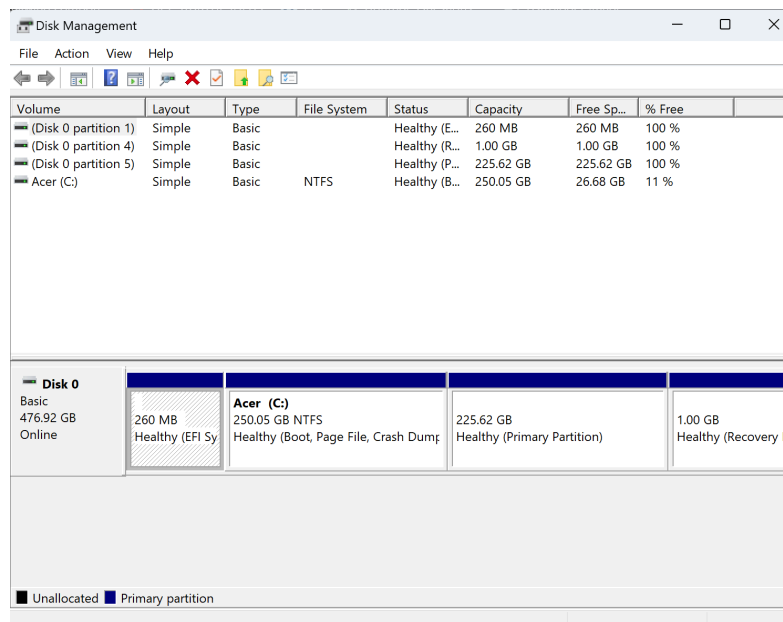 Disk Management
File Action View Help
Volume Layout Type File System Status Capacity Free Sp... % Free
(Disk 0 partition 1) Simple Basic Healthy (E... 260 MB 260 MB 100 %
(Disk 0 partition 4) Simple Basic Healthy (R... 1.00 GB 1.00 GB 100 %
(Disk 0 partition 5) Simple Basic Healthy (P... 225.62 GB 225.62 GB 100 %
Acer (C:) Simple Basic NTFS Healthy (B... 250.05 GB 26.68 GB 11 %
Disk 0
Basic
476.92 GB
Online
260 MB
Healthy (EFI Sy
Acer (C:)
250.05 GB NTFS
Healthy (Boot, Page File, Crash Dump
225.62 GB
Healthy (Primary Partition)
1.00 GB
Healthy (Recovery
Unallocated Primary partition